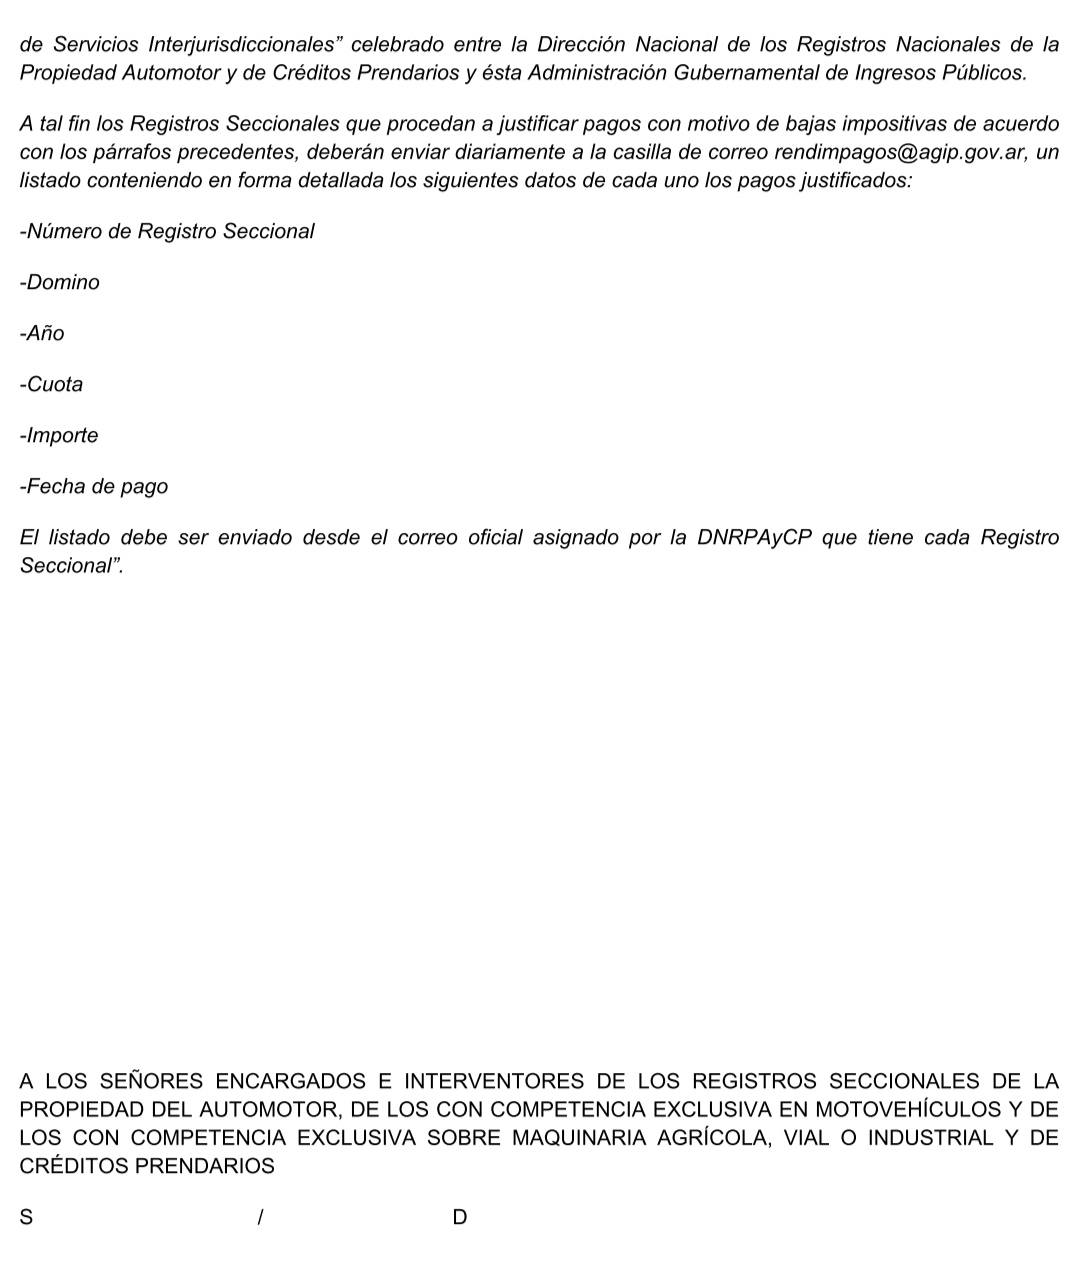 de Servicios Interjurisdiccionales” celebrado entre la Dirección Nacional de los Registros Nacionales de la
Propiedad Automotor y de Créditos Prendarios y ésta Administración Gubernamental de Ingresos Públicos.
A tal fin los Registros Seccionales que procedan a justificar pagos con motivo de bajas impositivas de acuerdo
con los párrafos precedentes, deberán enviar diariamente a la casilla de correo rendimpagos@agip.gov.ar, un
listado conteniendo en forma detallada los siguientes datos de cada uno los pagos justificados:
-Número de Registro Seccional
-Domino
-Año
-Cuota
-Importe
-Fecha de pago
El listado debe ser enviado desde el correo oficial asignado por la DNRPAyCP que tiene cada Registro
Seccional”.
A LOS SEÑORES ENCARGADOS E INTERVENTORES DE LOS REGISTROS SECCIONALES DE LA
PROPIEDAD DEL AUTOMOTOR, DE LOS CON COMPETENCIA EXCLUSIVA EN MOTOVEHÍCULOS Y DE
LOS CON COMPETENCIA EXCLUSIVA SOBRE MAQUINARIA AGRÍCOLA, VIAL O INDUSTRIAL Y DE
CRÉDITOS PRENDARIOS
S / D